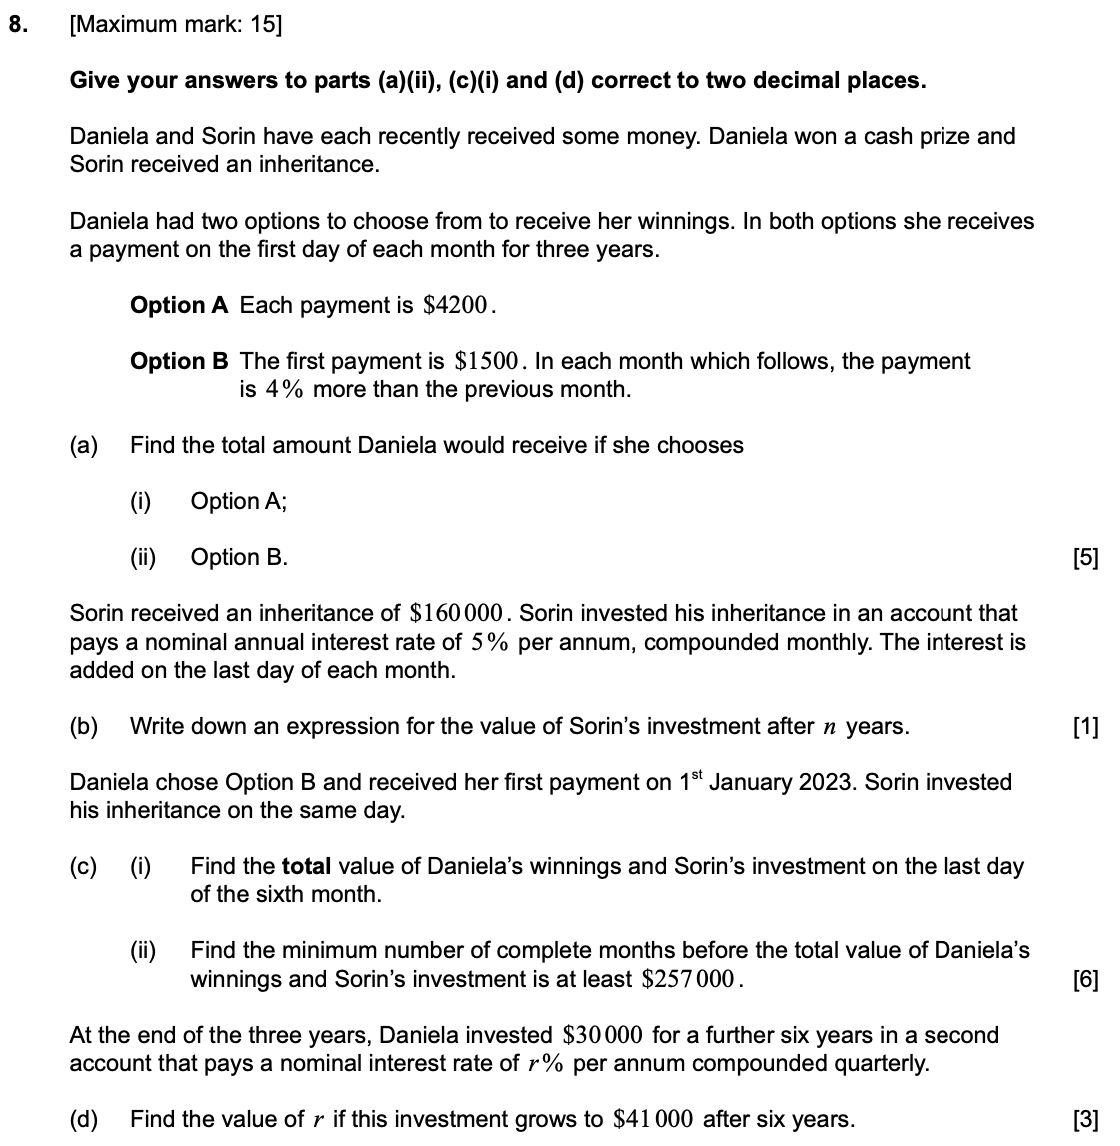 8. [Maximum mark: 15]
Give your answers to parts (a)(ii), (c)(i) and (d) correct to two decimal places.
Daniela and Sorin have each recently received some money. Daniela won a cash prize and
Sorin received an inheritance.
Daniela had two options to choose from to receive her winnings. In both options she receives
a payment on the first day of each month for three years.
Option A Each payment is $4200.
Option B The first payment is $1500. In each month which follows, the payment
is 4% more than the previous month.
(a) Find the total amount Daniela would receive if she chooses
(i) Option A;
(ii) Option B. [5]
Sorin received an inheritance of $160000. Sorin invested his inheritance in an account that
pays a nominal annual interest rate of 5% per annum, compounded monthly. The interest is
added on the last day of each month.
(b) Write down an expression for the value of Sorin's investment after n years. [1]
Daniela chose Option B and received her first payment on 1st January 2023. Sorin invested
his inheritance on the same day.
(c) (i) Find the total value of Daniela's winnings and Sorin's investment on the last day
of the sixth month.
(ii) Find the minimum number of complete months before the total value of Daniela's
winnings and Sorin's investment is at least $257000. [6]
At the end of the three years, Daniela invested $30000 for a further six years in a second
account that pays a nominal interest rate of r% per annum compounded quarterly.
(d) Find the value of r if this investment grows to $41000 after six years. [3]